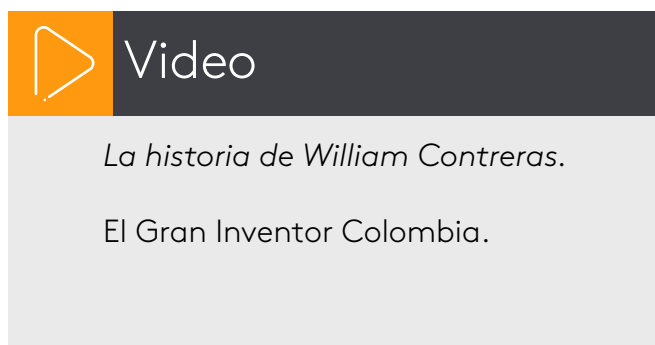 Video
La historia de William Contreras.
El Gran Inventor Colombia.